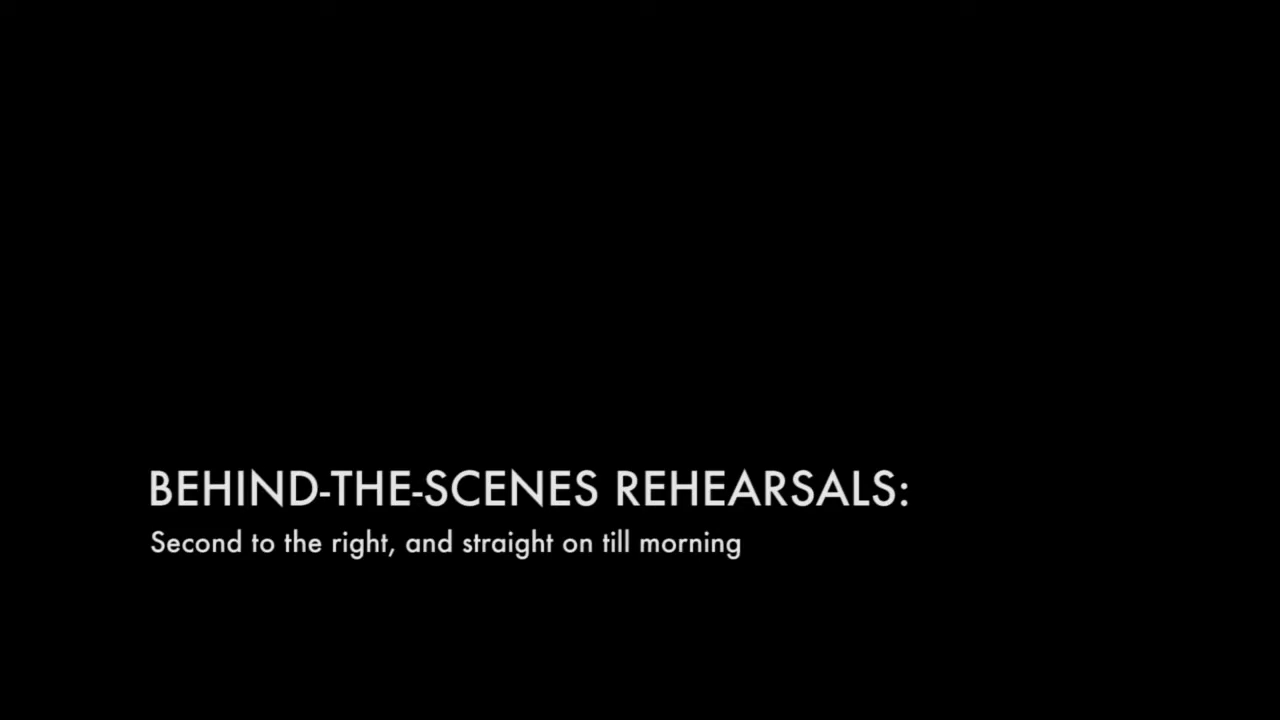 BEHIND-THE-SCENES REHEARSALS:
Second to the right, and straight on till morning